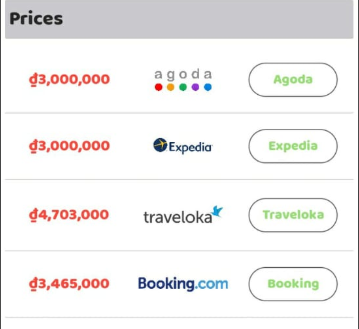 Prices
₫3,000,000 agoda Agoda
₫3,000,000 Expedia Expedia
₫4,703,000 traveloka Traveloka
₫3,465,000 Booking.com Booking